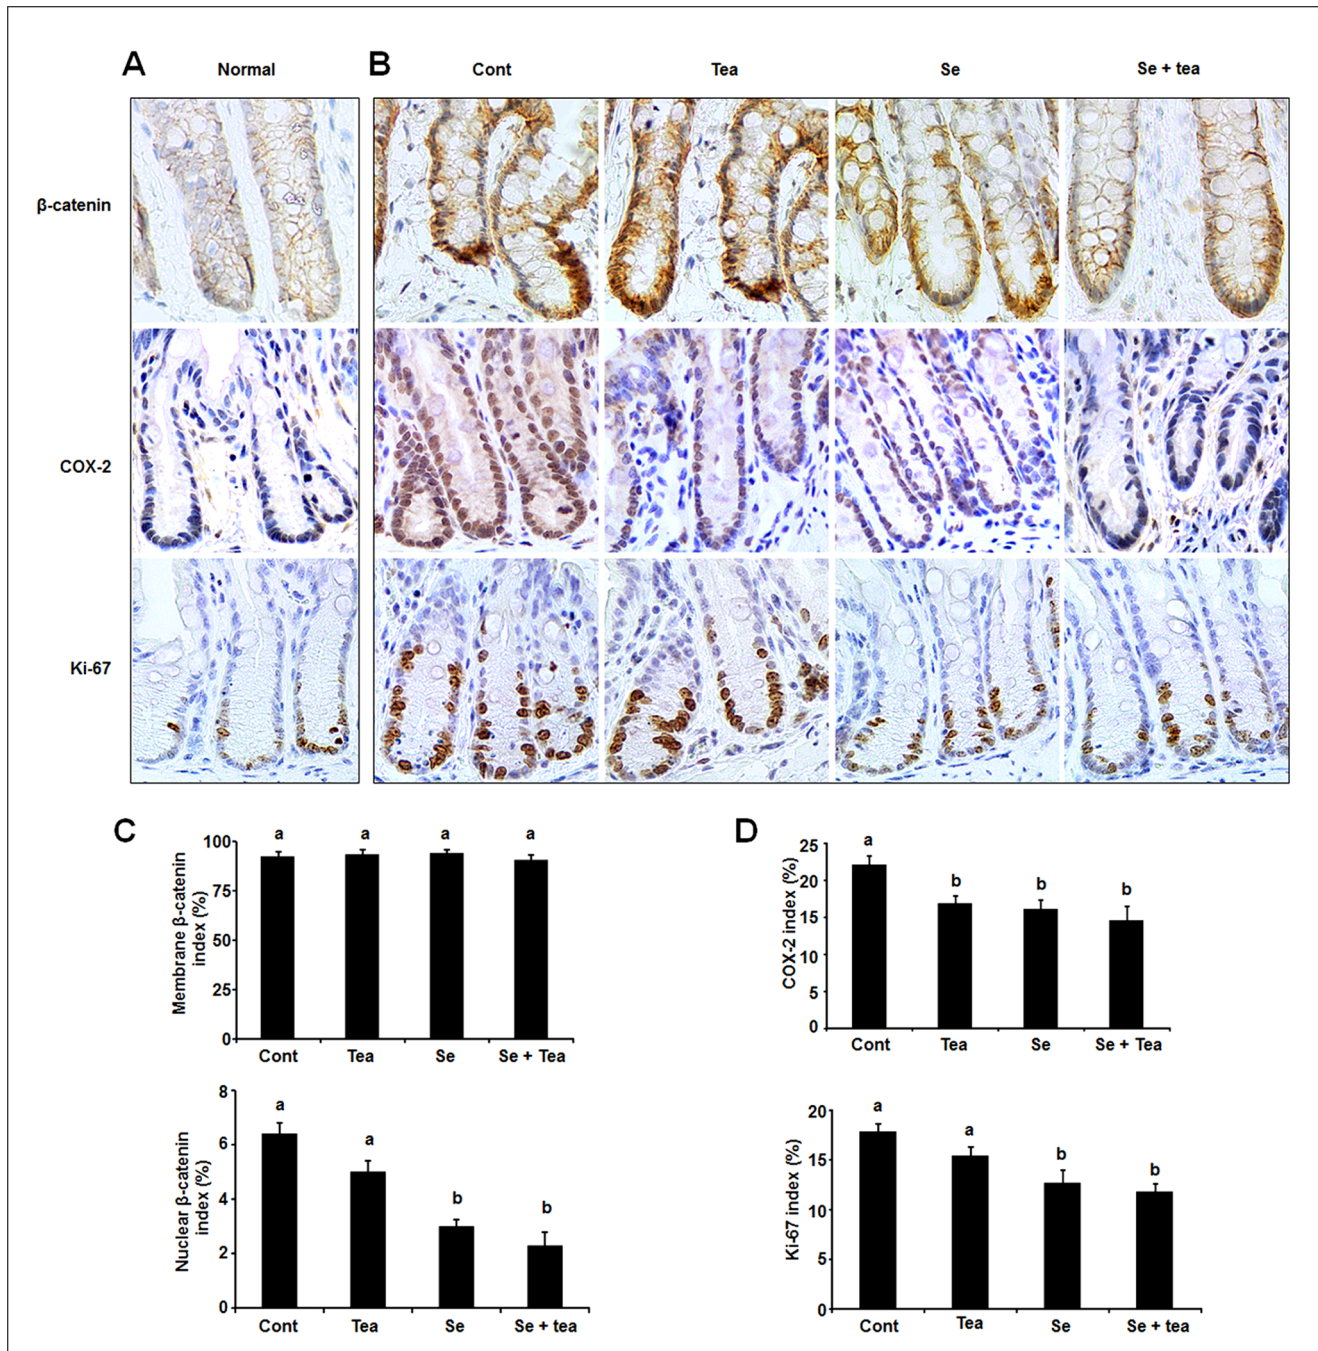 A Normal B Cont Tea Se Se + tea
β-catenin
COX-2
Ki-67
C
Membrane β-catenin
index (%)
100
75
50
25
0
a a a a
Cont Tea Se Se + Tea
D
COX-2 index (%)
25
20
15
10
5
0
a b b b
Cont Tea Se Se + Tea
Nuclear β-catenin
index (%)
8
6
4
2
0
a a b b
Cont Tea Se Se + tea
Ki-67 index (%)
20
15
10
5
0
a a b b
Cont Tea Se Se + tea